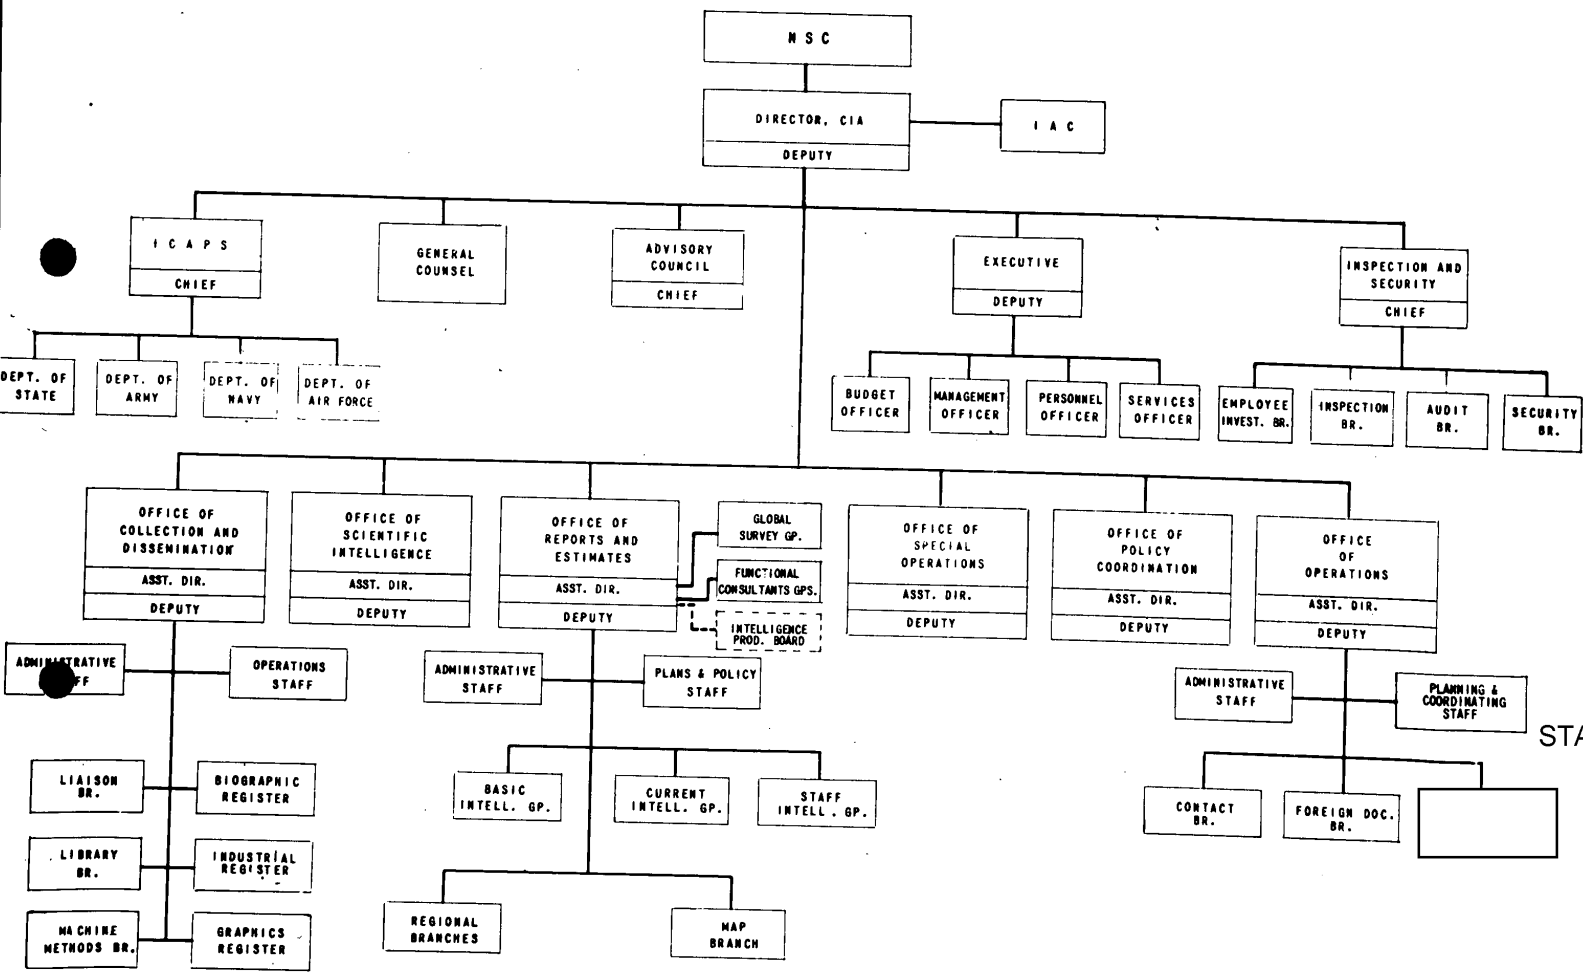 N S C
DIRECTOR, CIA
DEPUTY
I A C
I C A P S
CHIEF
GENERAL
COUNSEL
ADVISORY
COUNCIL
CHIEF
EXECUTIVE
DEPUTY
INSPECTION AND
SECURITY
CHIEF
DEPT. OF
STATE
DEPT. OF
ARMY
DEPT. OF
NAVY
DEPT. OF
AIR FORCE
BUDGET
OFFICER
MANAGEMENT
OFFICER
PERSONNEL
OFFICER
SERVICES
OFFICER
EMPLOYEE
INVEST. BR.
INSPECTION
BR.
AUDIT
BR.
SECURITY
BR.
OFFICE OF
COLLECTION AND
DISSEMINATION
ASST. DIR.
DEPUTY
OFFICE OF
SCIENTIFIC
INTELLIGENCE
ASST. DIR.
DEPUTY
OFFICE OF
REPORTS AND
ESTIMATES
ASST. DIR.
DEPUTY
GLOBAL
SURVEY GP.
FUNCTIONAL
CONSULTANTS GPS.
INTELLIGENCE
PROD. BOARD
OFFICE OF
SPECIAL
OPERATIONS
ASST. DIR.
DEPUTY
OFFICE OF
POLICY
COORDINATION
ASST. DIR.
DEPUTY
OFFICE
OF
OPERATIONS
ASST. DIR.
DEPUTY
ADMINISTRATIVE
FF
OPERATIONS
STAFF
ADMINISTRATIVE
STAFF
PLANS & POLICY
STAFF
ADMINISTRATIVE
STAFF
PLANNING &
COORDINATING
STAFF
STA
LIAISON
BR.
BIOGRAPHIC
REGISTER
LIBRARY
BR.
INDUSTRIAL
REGISTER
MACHINE
METHODS BR.
GRAPHICS
REGISTER
BASIC
INTELL. GP.
CURRENT
INTELL. GP.
STAFF
INTELL. GP.
REGIONAL
BRANCHES
MAP
BRANCH
CONTACT
BR.
FOREIGN DOC.
BR.